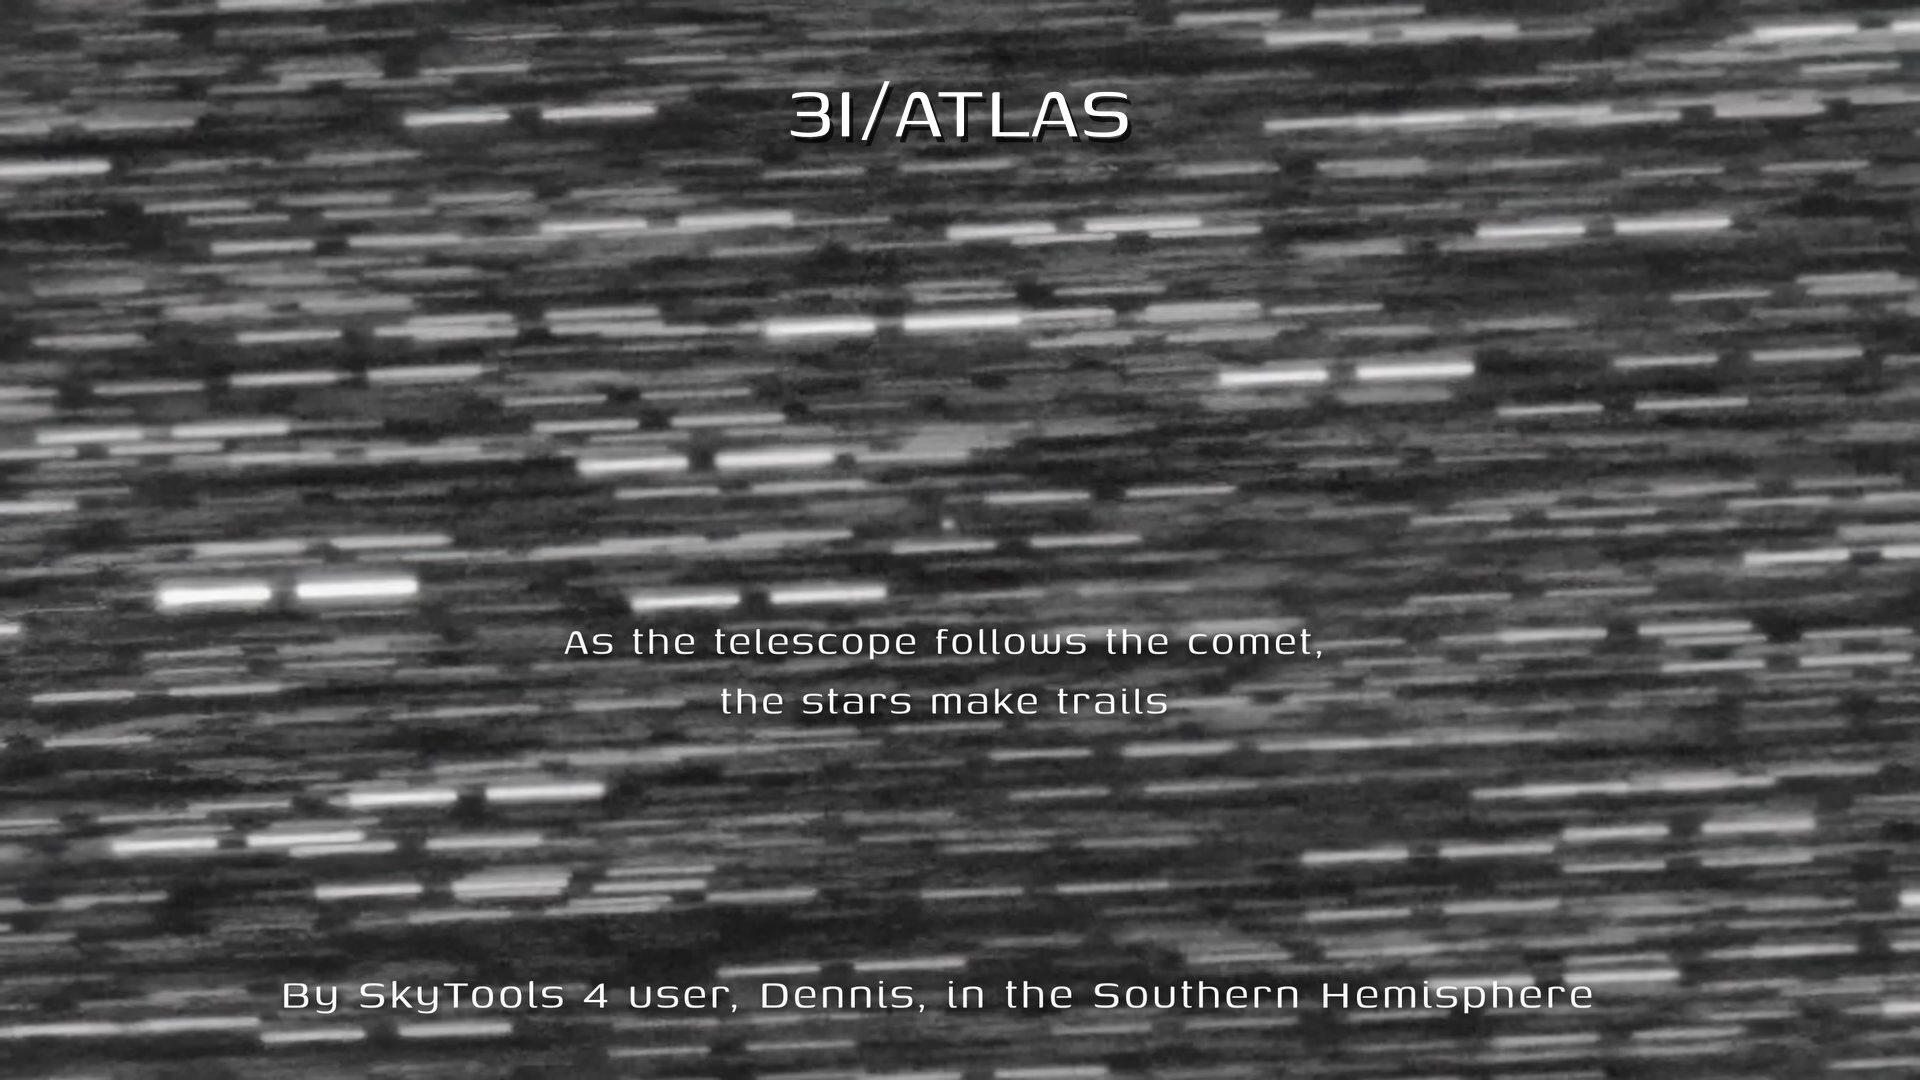 3I/ATLAS
As the telescope follows the comet,
the stars make trails
By SkyTools 4 user, Dennis, in the Southern Hemisphere